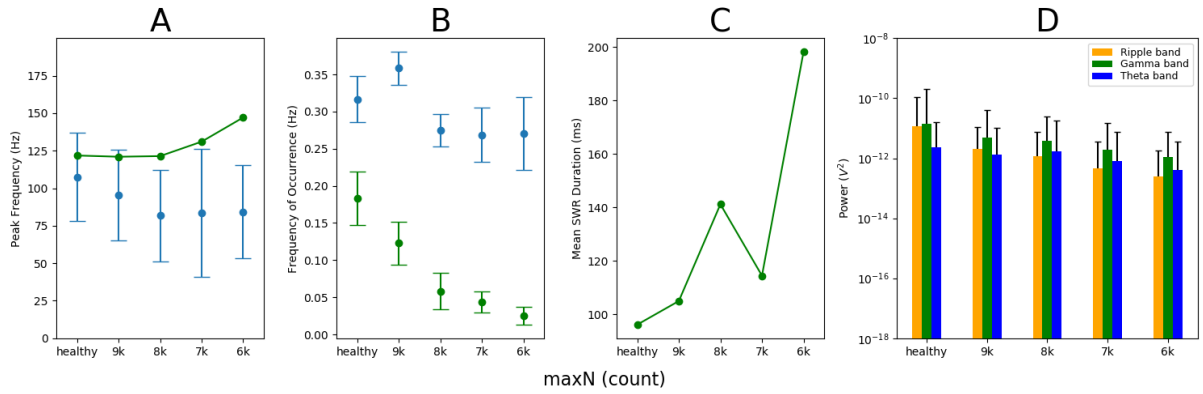 A
Peak Frequency (Hz)
175
150
125
100
75
50
25
0
healthy 9k 8k 7k 6k
B
Frequency of Occurrence (Hz)
0.35
0.30
0.25
0.20
0.15
0.10
0.05
0.00
healthy 9k 8k 7k 6k
C
Mean SWR Duration (ms)
200
180
160
140
120
100
healthy 9k 8k 7k 6k
D
Power (V²)
10⁻⁸
10⁻¹⁰
10⁻¹²
10⁻¹⁴
10⁻¹⁶
10⁻¹⁸
Ripple band
Gamma band
Theta band
healthy 9k 8k 7k 6k
maxN (count)